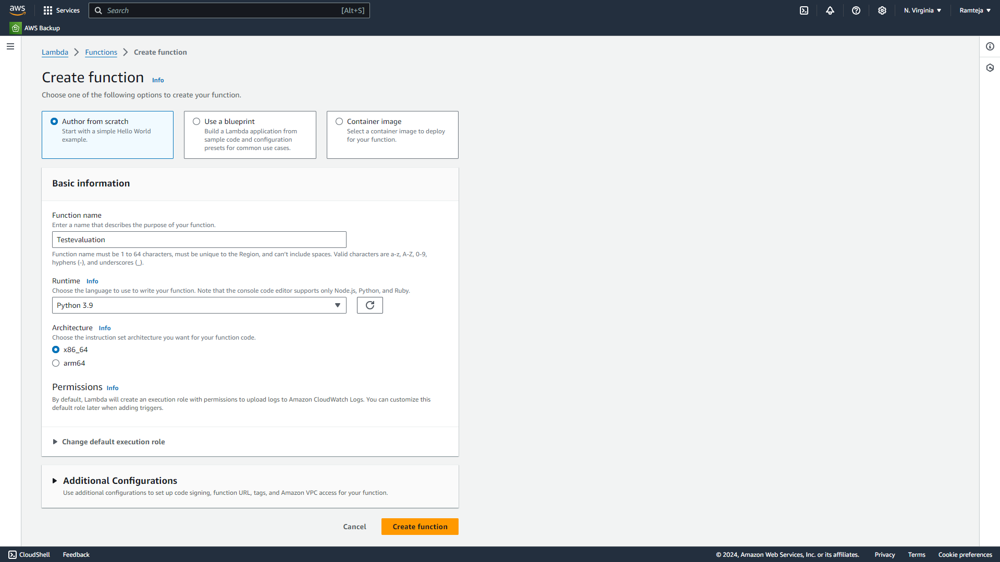 aws
Services
Search
[Alt+S]
N. Virginia
Ramteja
AWS Backup
Lambda
Functions
Create function
Create function
Info
Choose one of the following options to create your function.
Author from scratch
Start with a simple Hello World
example.
Use a blueprint
Build a Lambda application from
sample code and configuration
presets for common use cases.
Container image
Select a container image to deploy
for your function.
Basic information
Function name
Enter a name that describes the purpose of your function.
Testevaluation
Function name must be 1 to 64 characters, must be unique to the Region, and can't include spaces. Valid characters are a-z, A-Z, 0-9,
hyphens (-), and underscores (_).
Runtime Info
Choose the language to use to write your function. Note that the console code editor supports only Node.js, Python, and Ruby.
Python 3.9
Architecture Info
Choose the instruction set architecture you want for your function code.
x86_64
arm64
Permissions Info
By default, Lambda will create an execution role with permissions to upload logs to Amazon CloudWatch Logs. You can customize this
default role later when adding triggers.
Change default execution role
Additional Configurations
Use additional configurations to set up code signing, function URL, tags, and Amazon VPC access for your function.
Cancel
Create function
CloudShell
Feedback
© 2024, Amazon Web Services, Inc. or its affiliates.
Privacy
Terms
Cookie preferences